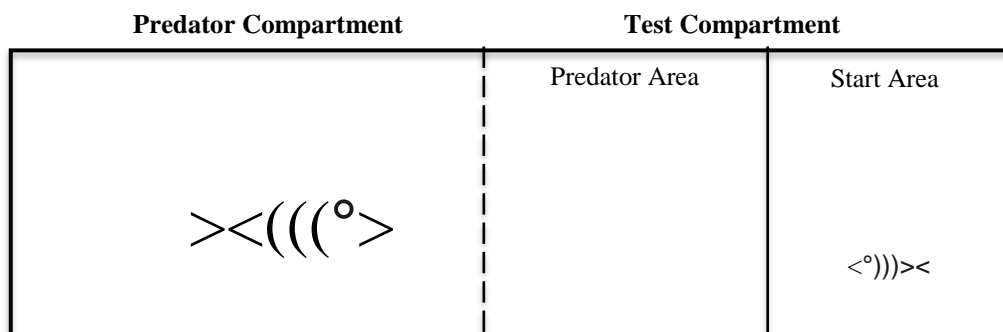 Predator Compartment Test Compartment
Predator Area Start Area
><(((°>
<°)))><